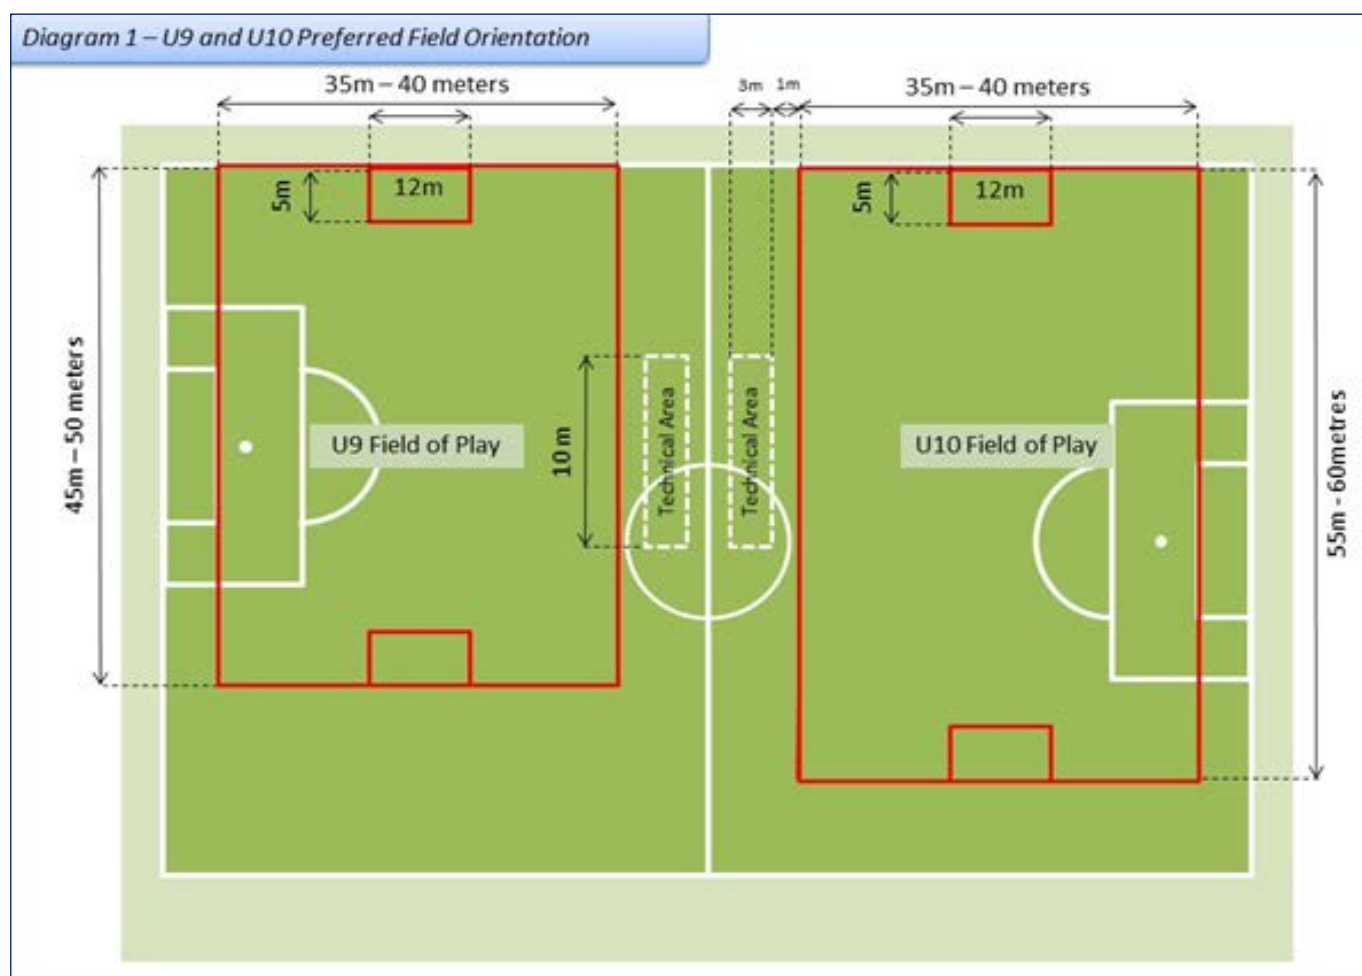 Diagram 1 – U9 and U10 Preferred Field Orientation
35m – 40 meters
3m
1m
35m – 40 meters
5m
12m
5m
12m
45m – 50 meters
U9 Field of Play
10 m
Technical Area
Technical Area
U10 Field of Play
55m - 60metres